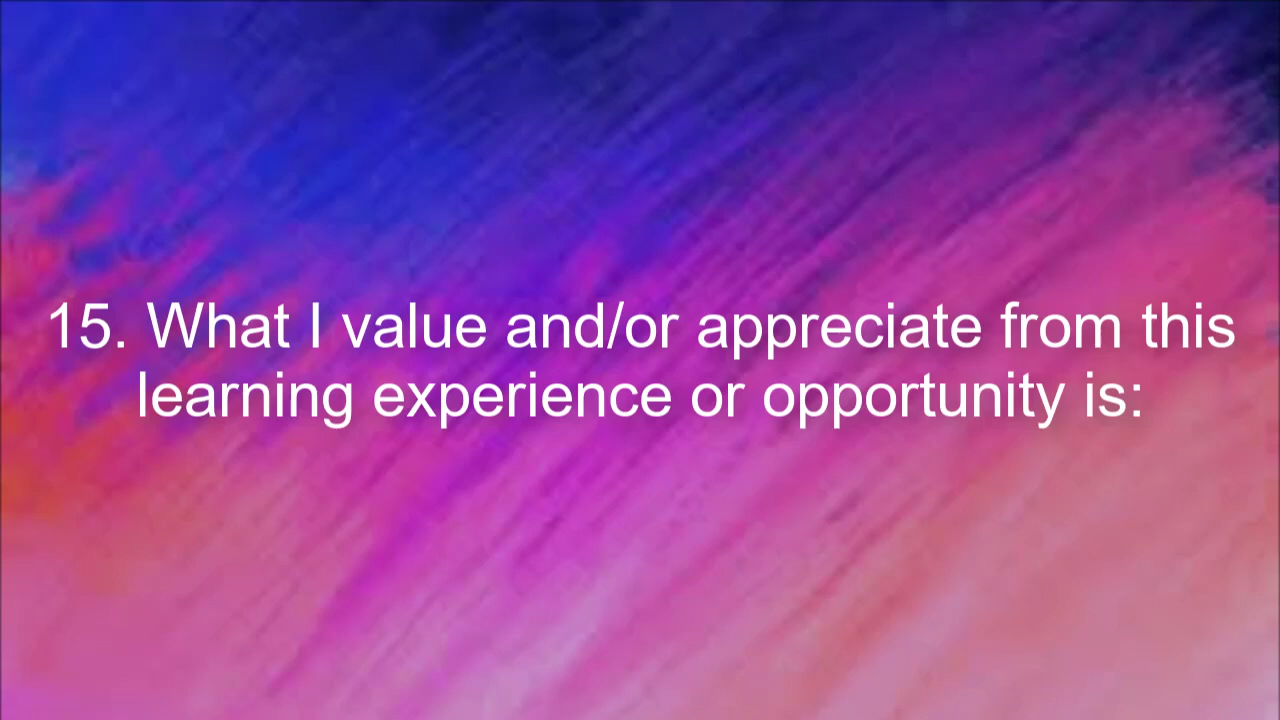 15. What I value and/or appreciate from this
learning experience or opportunity is: